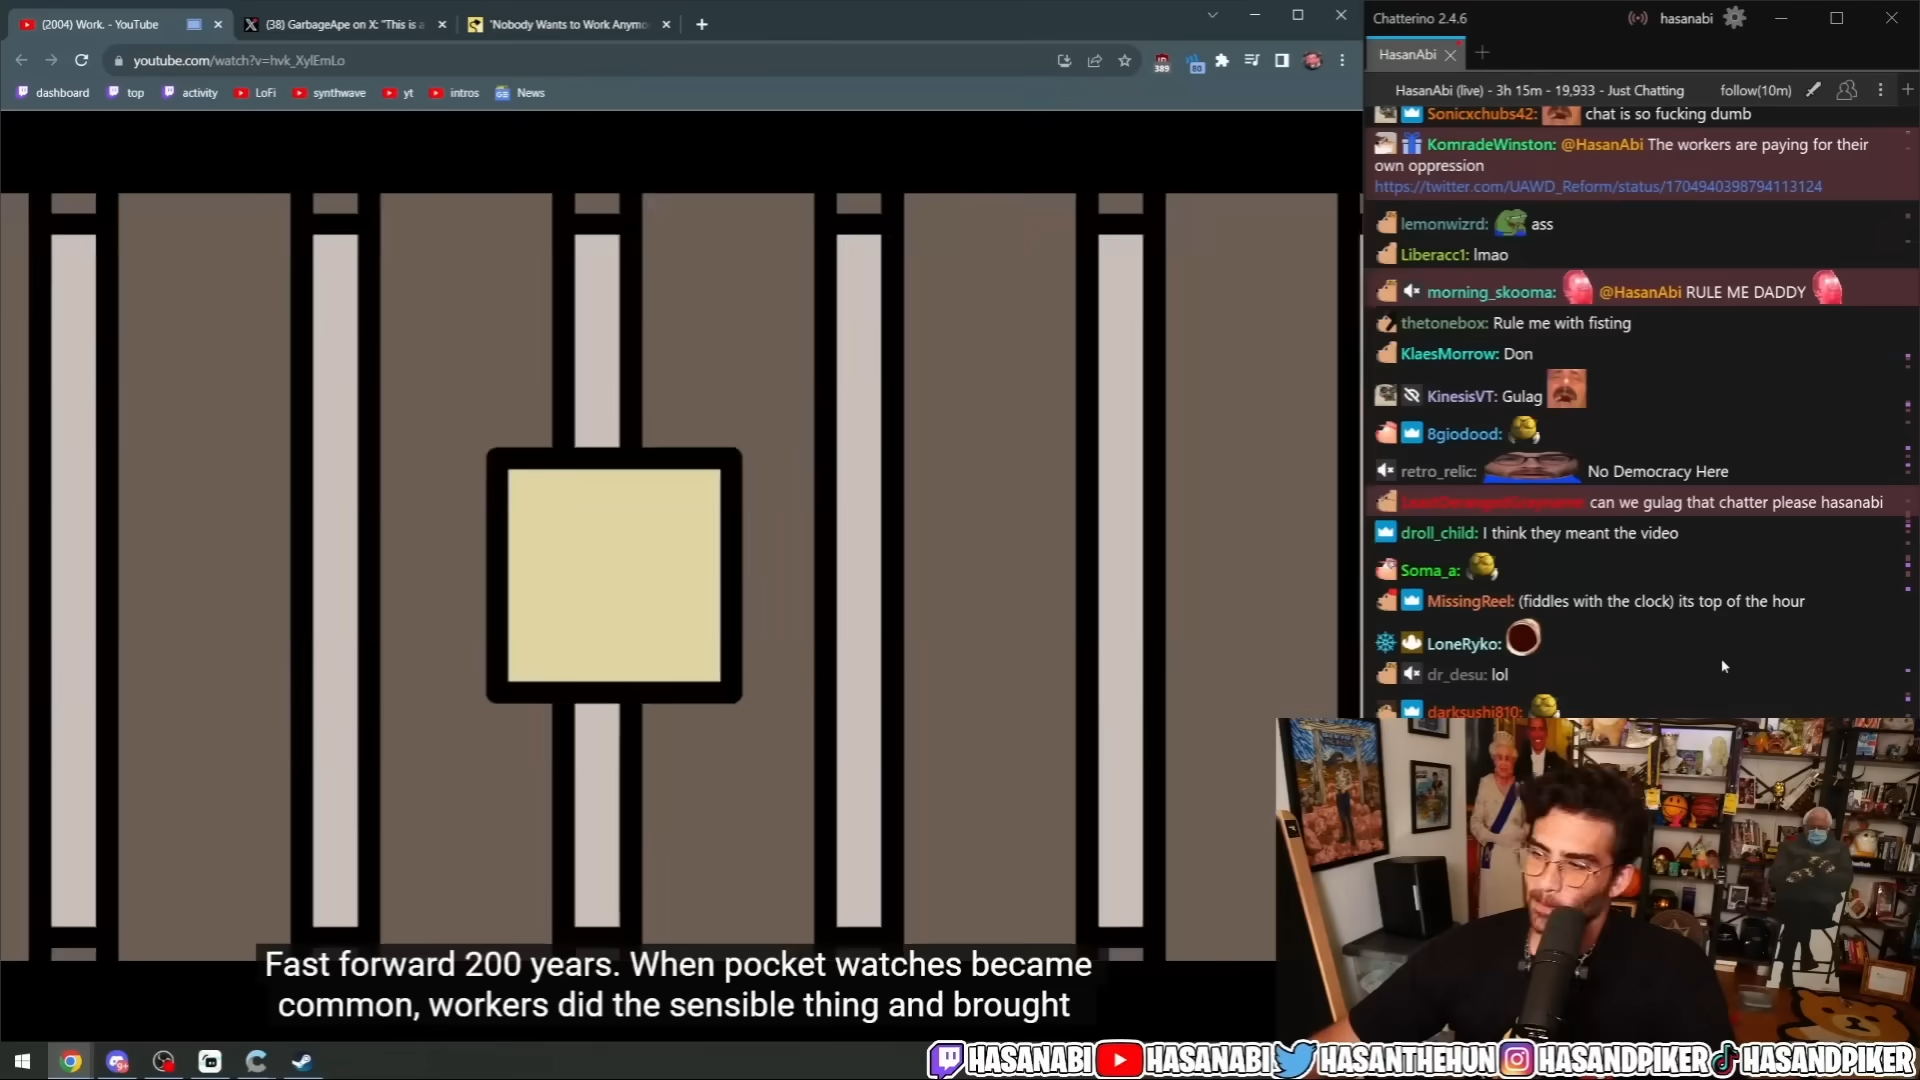 (2004) Work. - YouTube
(38) GarbageApe on X: "This is a
"Nobody Wants to Work Anymo
youtube.com/watch?v=hvk_XylEmLo
389
80
dashboard
top
activity
LoFi
synthwave
yt
intros
News
Fast forward 200 years. When pocket watches became
common, workers did the sensible thing and brought
Chatterino 2.4.6
hasanabi
HasanAbi
HasanAbi (live) - 3h 15m - 19,933 - Just Chatting
follow(10m)
Sonicxchubs42: chat is so fucking dumb
KomradeWinston: @HasanAbi The workers are paying for their
own oppression
https://twitter.com/UAWD_Reform/status/1704940398794113124
lemonwizrd: ass
Liberacc1: lmao
morning_skooma: @HasanAbi RULE ME DADDY
thetonebox: Rule me with fisting
KlaesMorrow: Don
KinesisVT: Gulag
8giodood:
retro_relic: No Democracy Here
can we gulag that chatter please hasanabi
droll_child: I think they meant the video
Soma_a:
MissingReel: (fiddles with the clock) its top of the hour
LoneRyko:
dr_desu: lol
darksushi810:
HASANABI HASANABI HASANTHEHUN HASANDPIKER HASANDPIKER